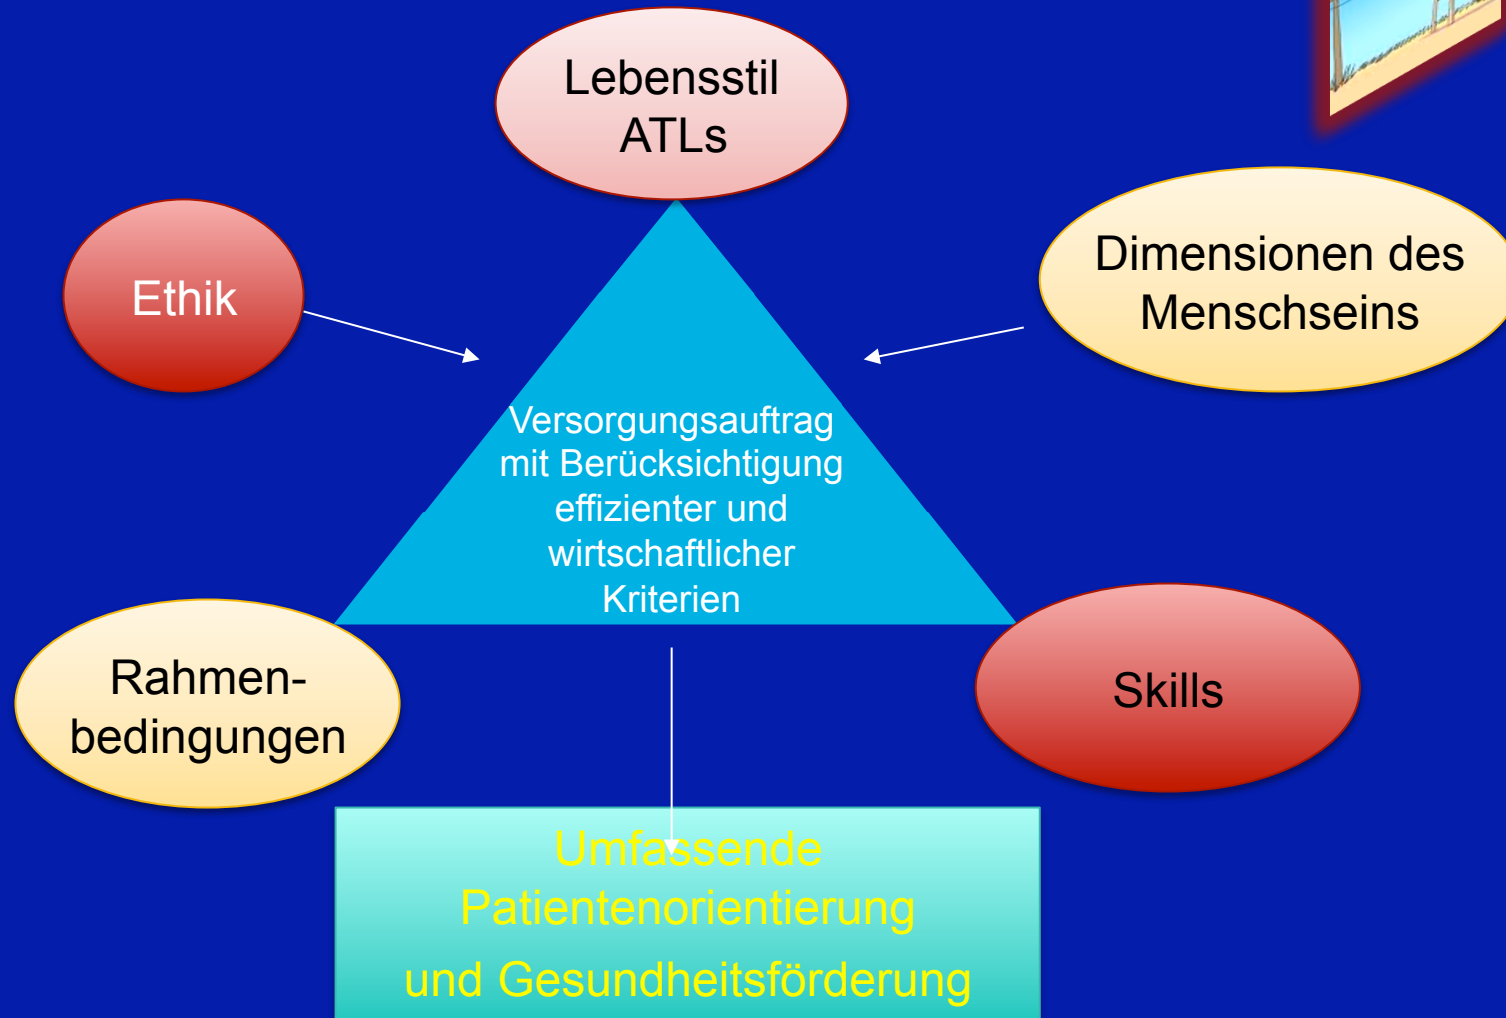 Lebensstil
ATLs
Ethik
Dimensionen des
Menschseins
Versorgungsauftrag
mit Berücksichtigung
effizienter und
wirtschaftlicher
Kriterien
Rahmen-
bedingungen
Skills
Umfassende
Patientenorientierung
und Gesundheitsförderung